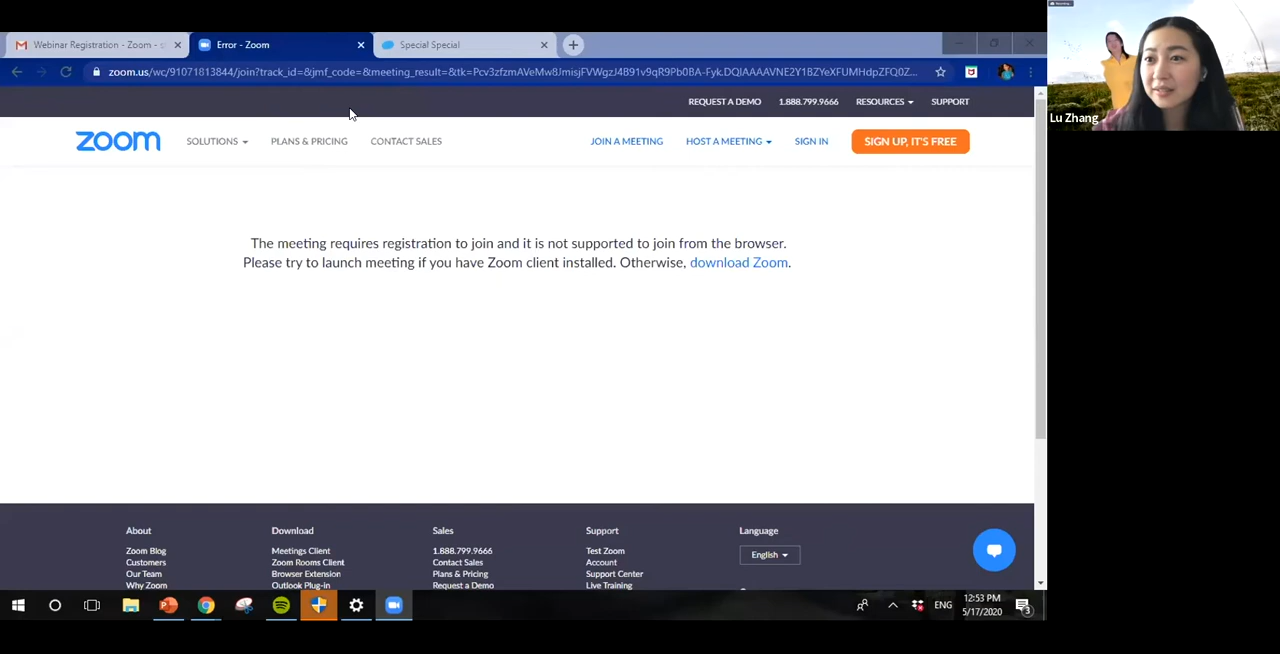 Webinar Registration - Zoom -
Error - Zoom
Special Special
zoom.us/wc/91071813844/join?track_id=&jmf_code=&meeting_result=&tk=
REQUEST A DEMO 1.888.799.9666 RESOURCES SUPPORT
zoom SOLUTIONS PLANS & PRICING CONTACT SALES JOIN A MEETING HOST A MEETING SIGN IN SIGN UP, IT'S FREE
Lu Zhang
The meeting requires registration to join and it is not supported to join from the browser.
Please try to launch meeting if you have Zoom client installed. Otherwise, download Zoom.
About Download Sales Support Language
Zoom Blog Meetings Client 1.888.799.9666 Test Zoom English
Customers Zoom Rooms Client Contact Sales Account
Our Team Browser Extension Plans & Pricing Support Center
Why Zoom Outlook Plug-in Request a Demo Live Training
ENG 12:53 PM
5/17/2020 3